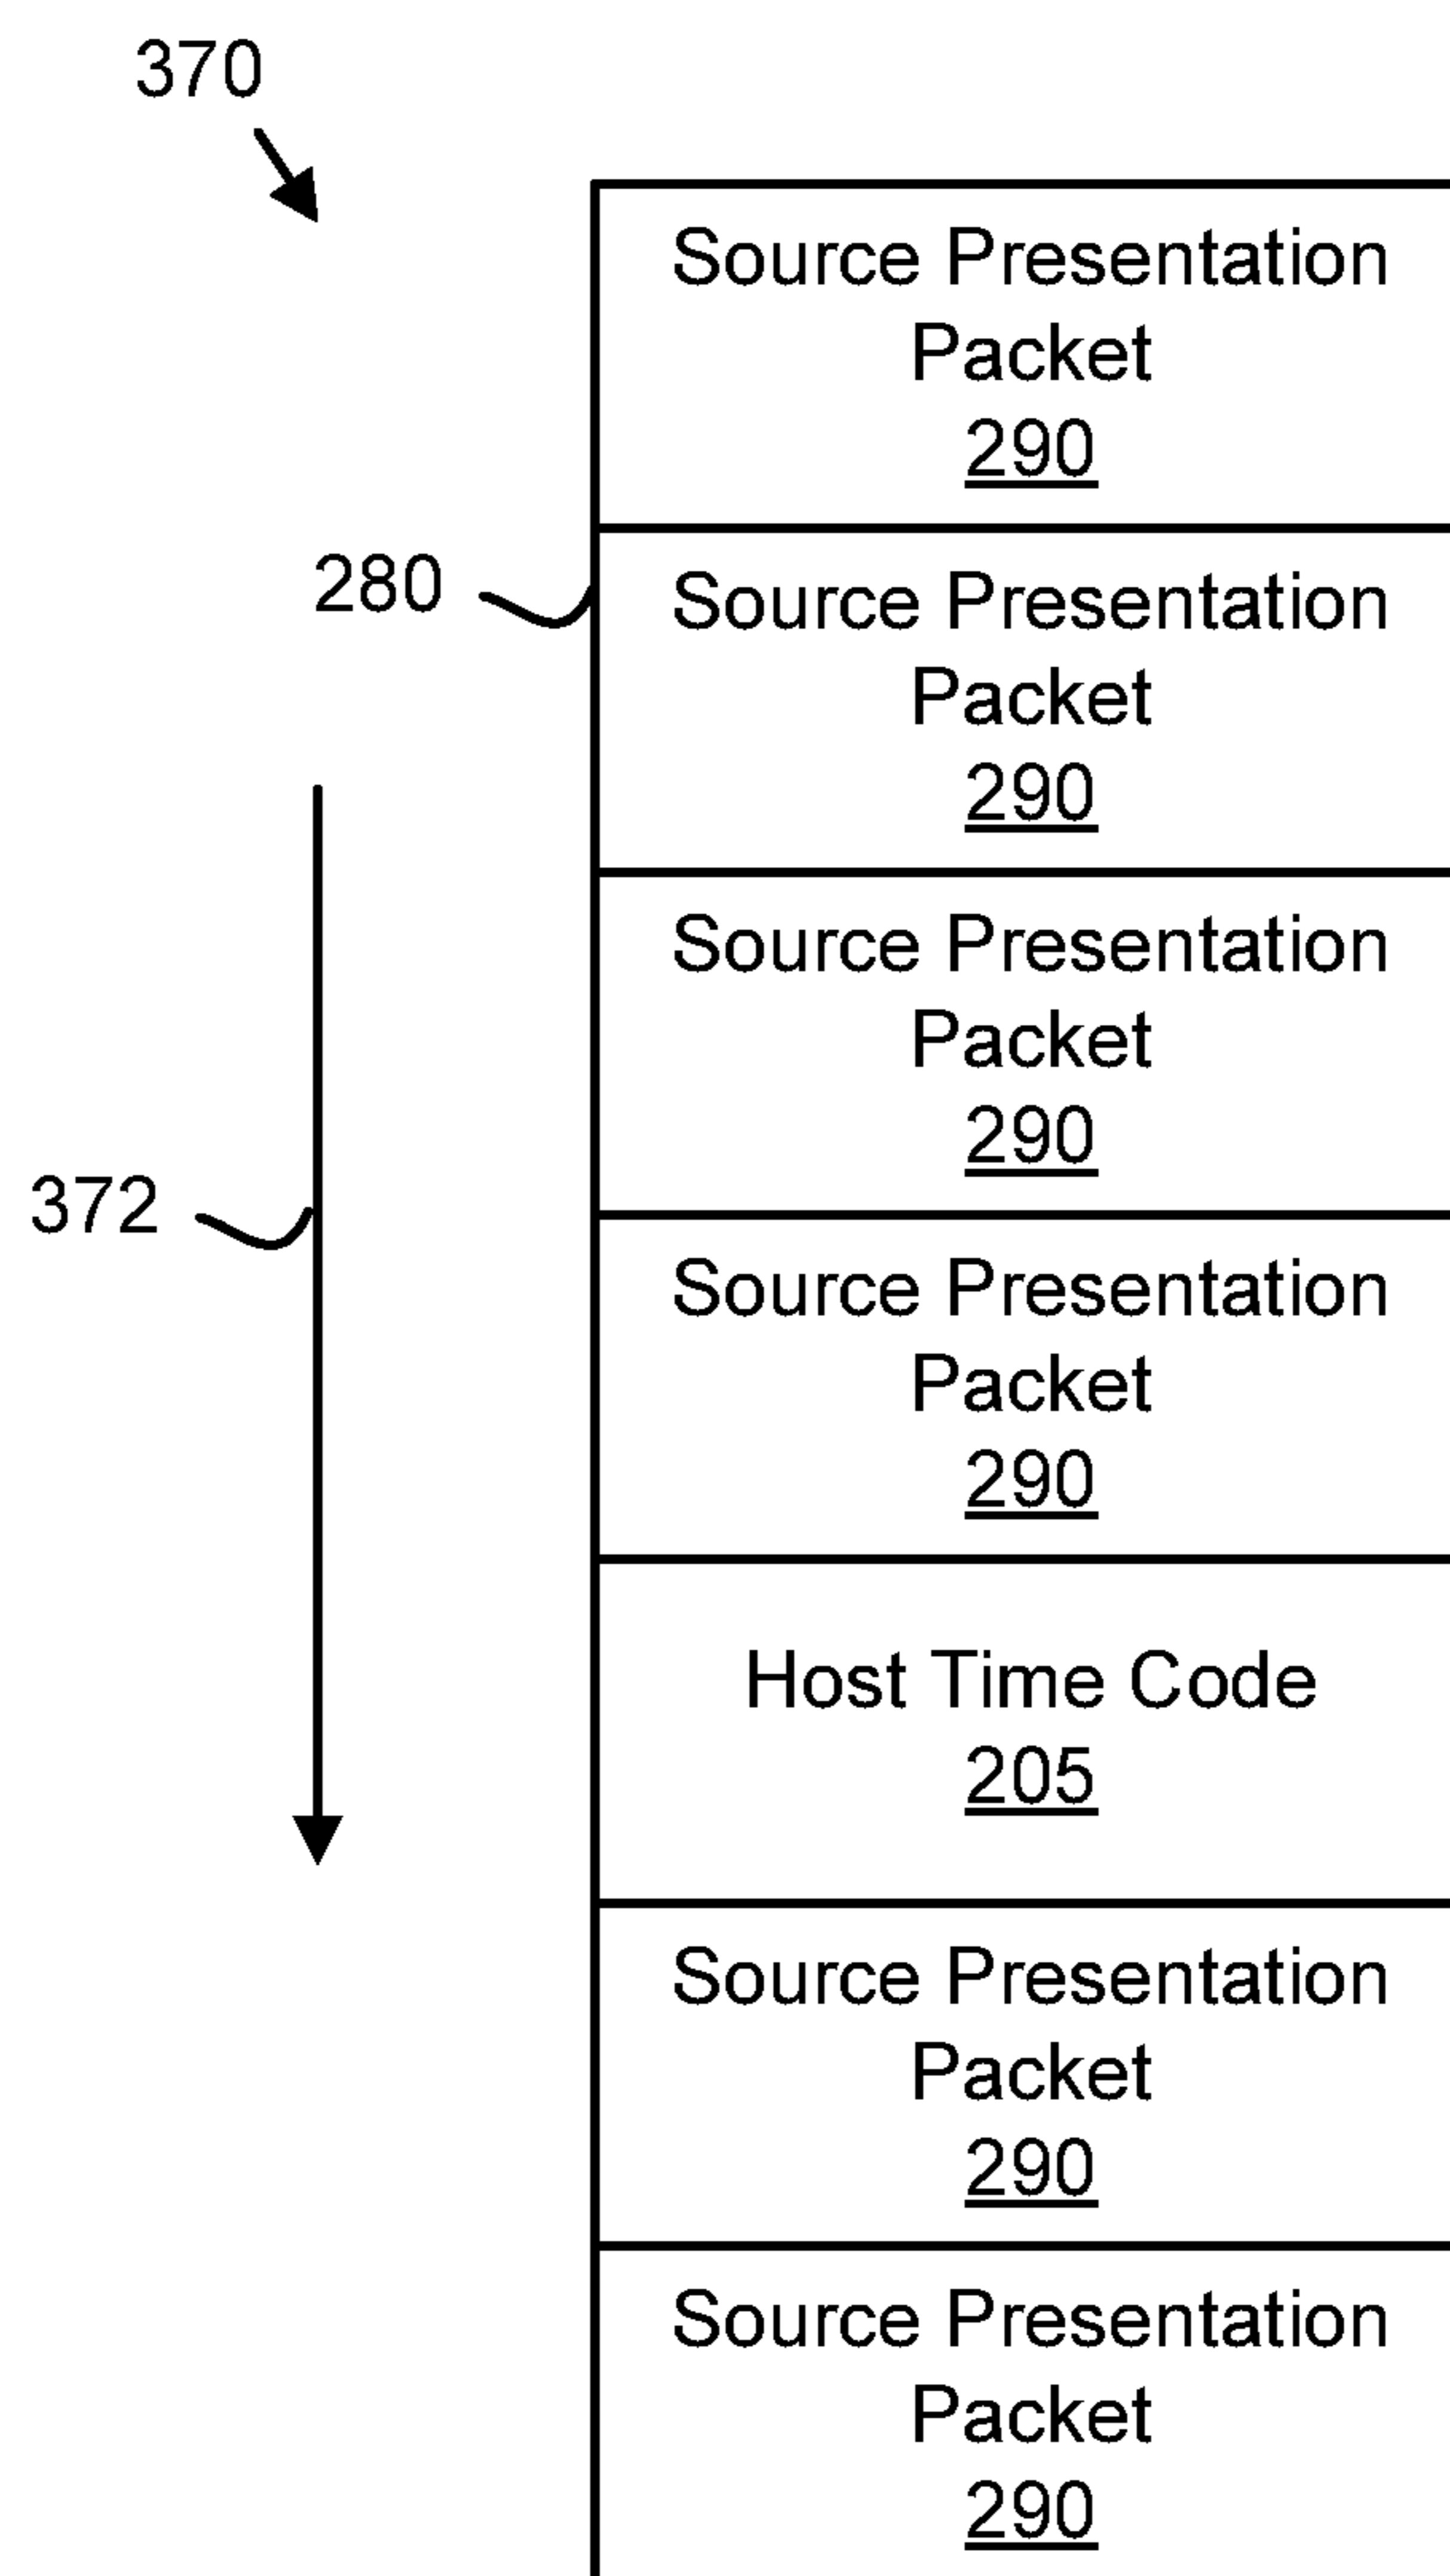 370
Source Presentation
Packet
290
280
Source Presentation
Packet
290
Source Presentation
Packet
290
372
Source Presentation
Packet
290
Host Time Code
205
Source Presentation
Packet
290
Source Presentation
Packet
290